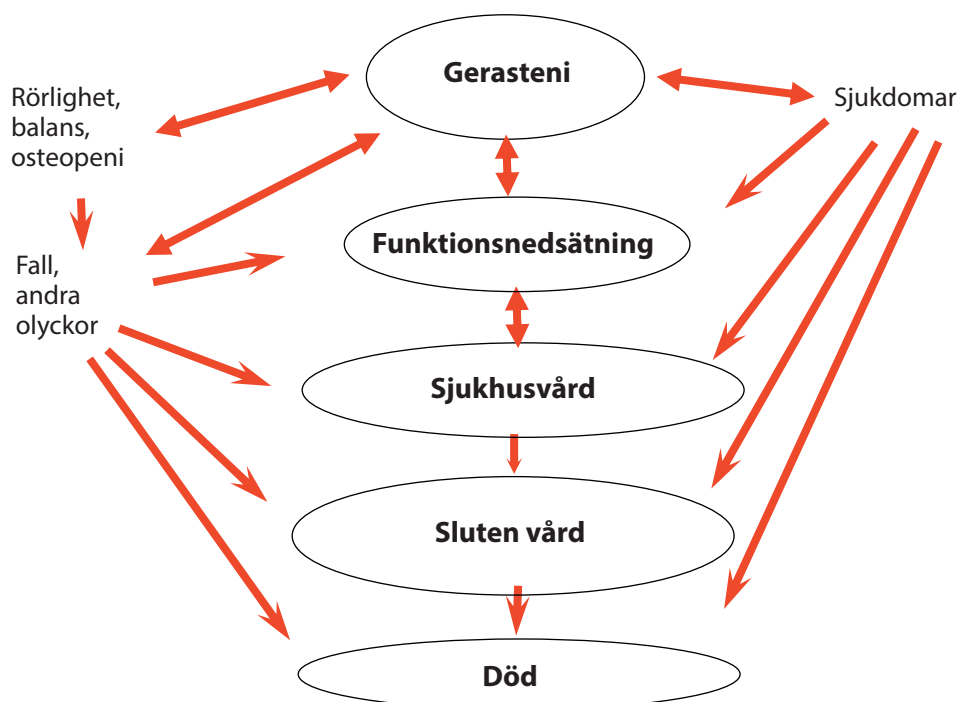 Gerasteni
Rörlighet,
balans,
osteopeni
Sjukdomar
Funktionsnedsätning
Fall,
andra
olyckor
Sjukhusvård
Sluten vård
Död